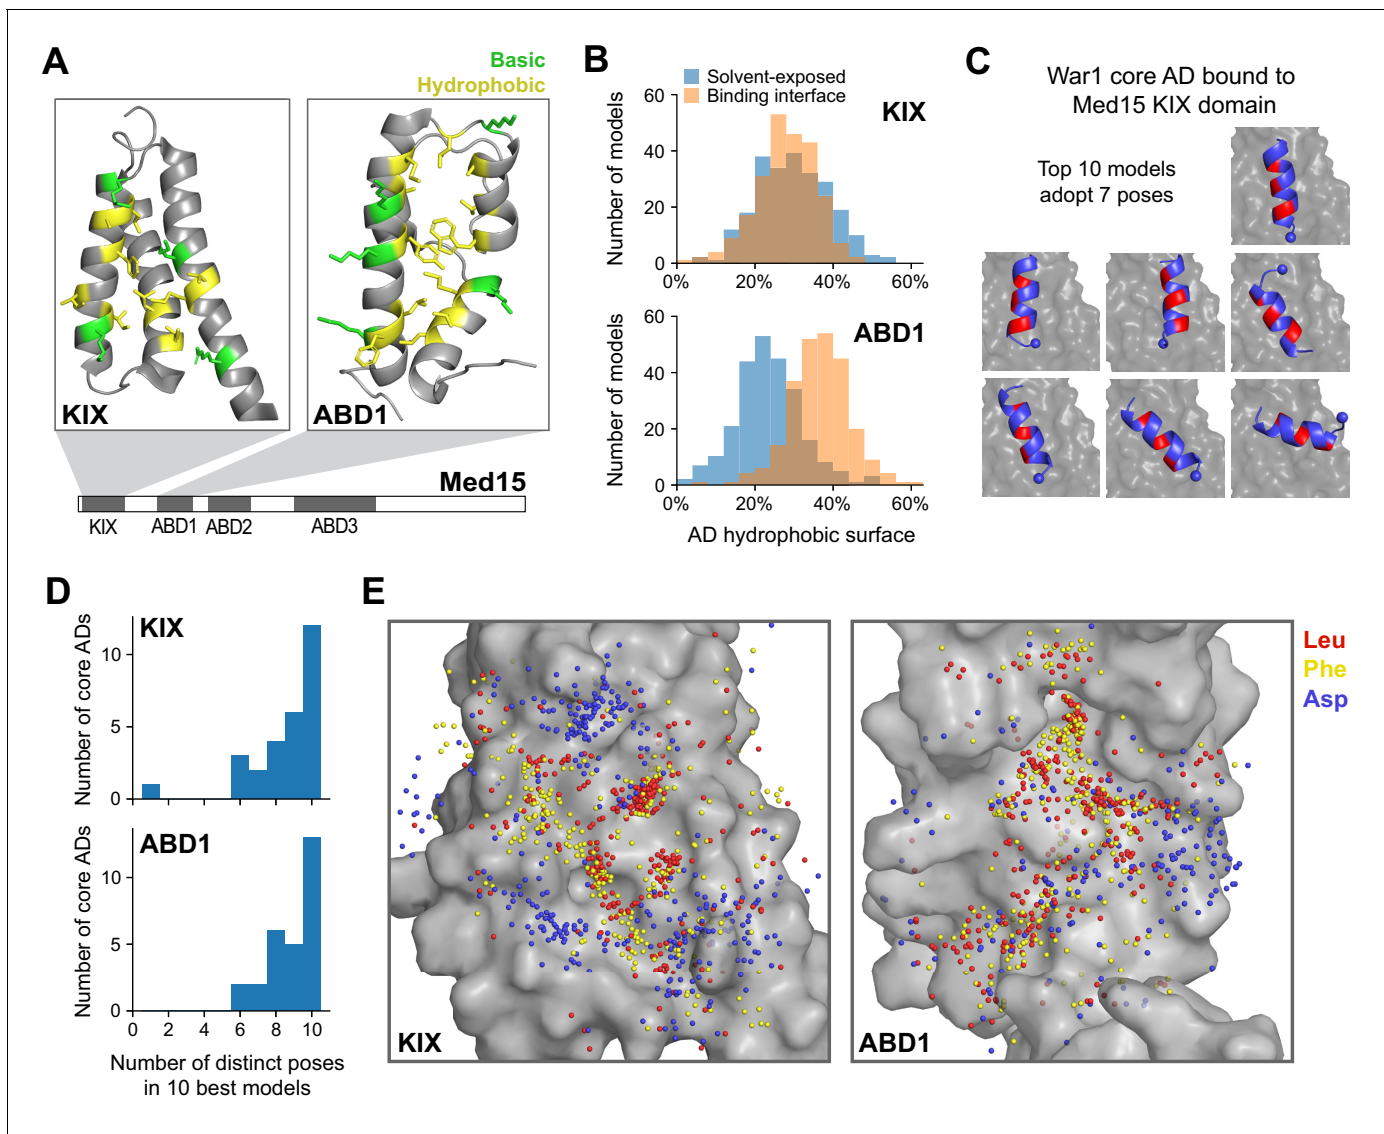 A
Basic
Hydrophobic
KIX
ABD1
Med15
KIX
ABD1
ABD2
ABD3
B
Solvent-exposed
Binding interface
KIX
Number of models
60
40
20
0
0%
20%
40%
60%
ABD1
Number of models
60
40
20
0
0%
20%
40%
60%
AD hydrophobic surface
C
War1 core AD bound to
Med15 KIX domain
Top 10 models
adopt 7 poses
D
KIX
Number of core ADs
10
5
0
ABD1
Number of core ADs
10
5
0
0 2 4 6 8 10
Number of distinct poses
in 10 best models
E
KIX
ABD1
Leu
Phe
Asp